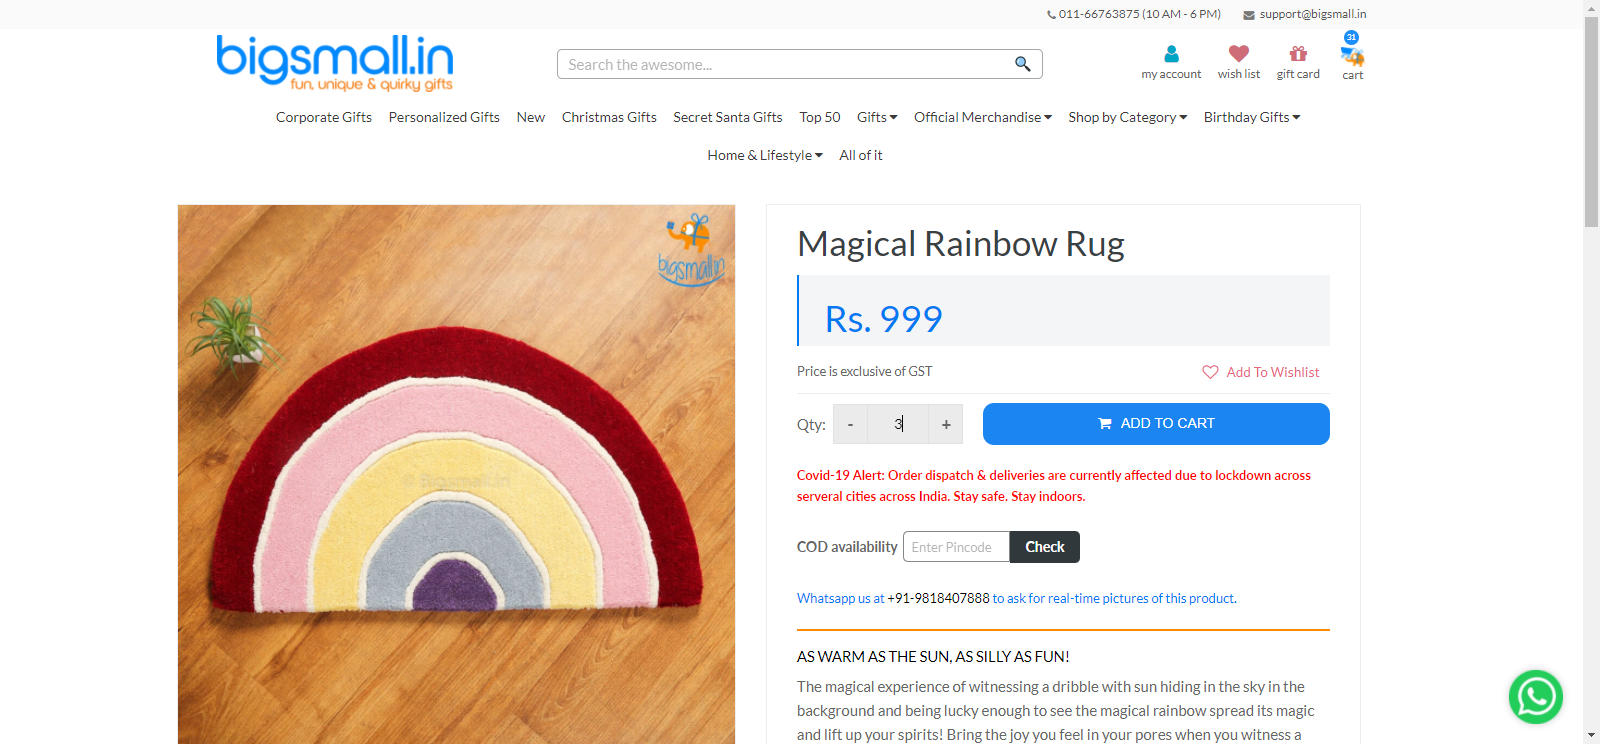 011-66763875 (10 AM - 6 PM) support@bigsmall.in
bigsmall.in
fun, unique & quirky gifts
Search the awesome...
my account
wish list
gift card
31
cart
Corporate Gifts Personalized Gifts New Christmas Gifts Secret Santa Gifts Top 50 Gifts Official Merchandise Shop by Category Birthday Gifts
Home & Lifestyle All of it
bigsmall.in
© Bigsmall.in
Magical Rainbow Rug
Rs. 999
Price is exclusive of GST
Add To Wishlist
Qty: - 3 +
ADD TO CART
Covid-19 Alert: Order dispatch & deliveries are currently affected due to lockdown across
serveral cities across India. Stay safe. Stay indoors.
COD availability Enter Pincode Check
Whatsapp us at +91-9818407888 to ask for real-time pictures of this product.
AS WARM AS THE SUN, AS SILLY AS FUN!
The magical experience of witnessing a dribble with sun hiding in the sky in the
background and being lucky enough to see the magical rainbow spread its magic
and lift up your spirits! Bring the joy you feel in your pores when you witness a